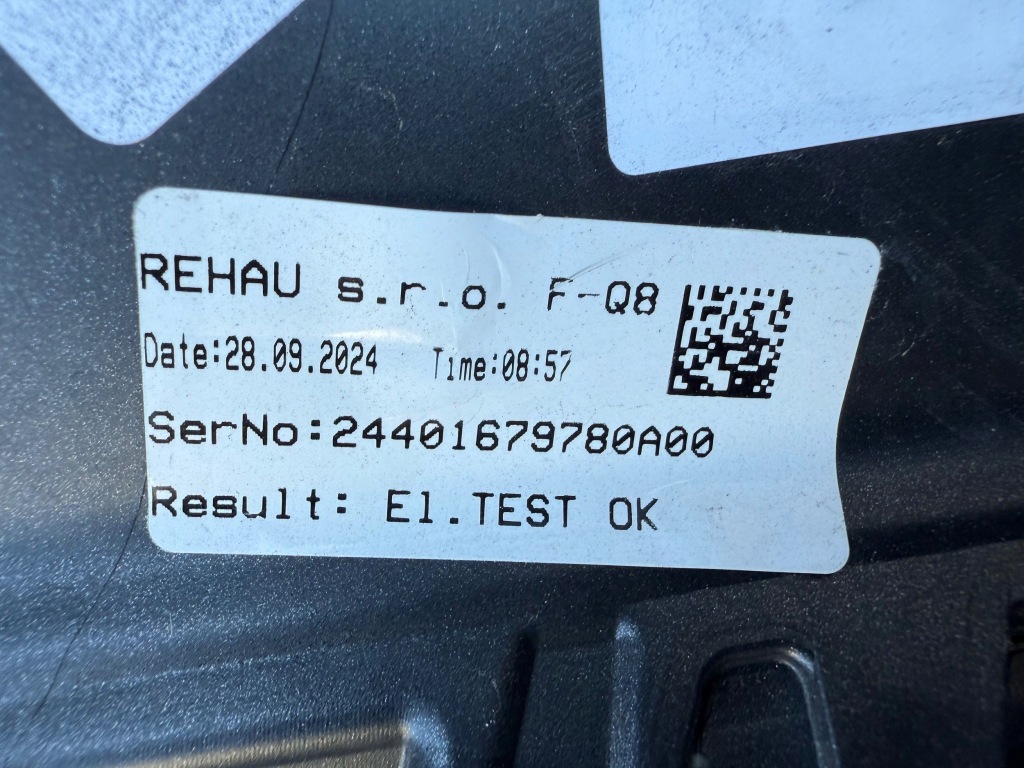 REHAU s.r.o. F-Q8
Date:28.09.2024 Time:08:57
SerNo:24401679780A00
Result: El.TEST OK